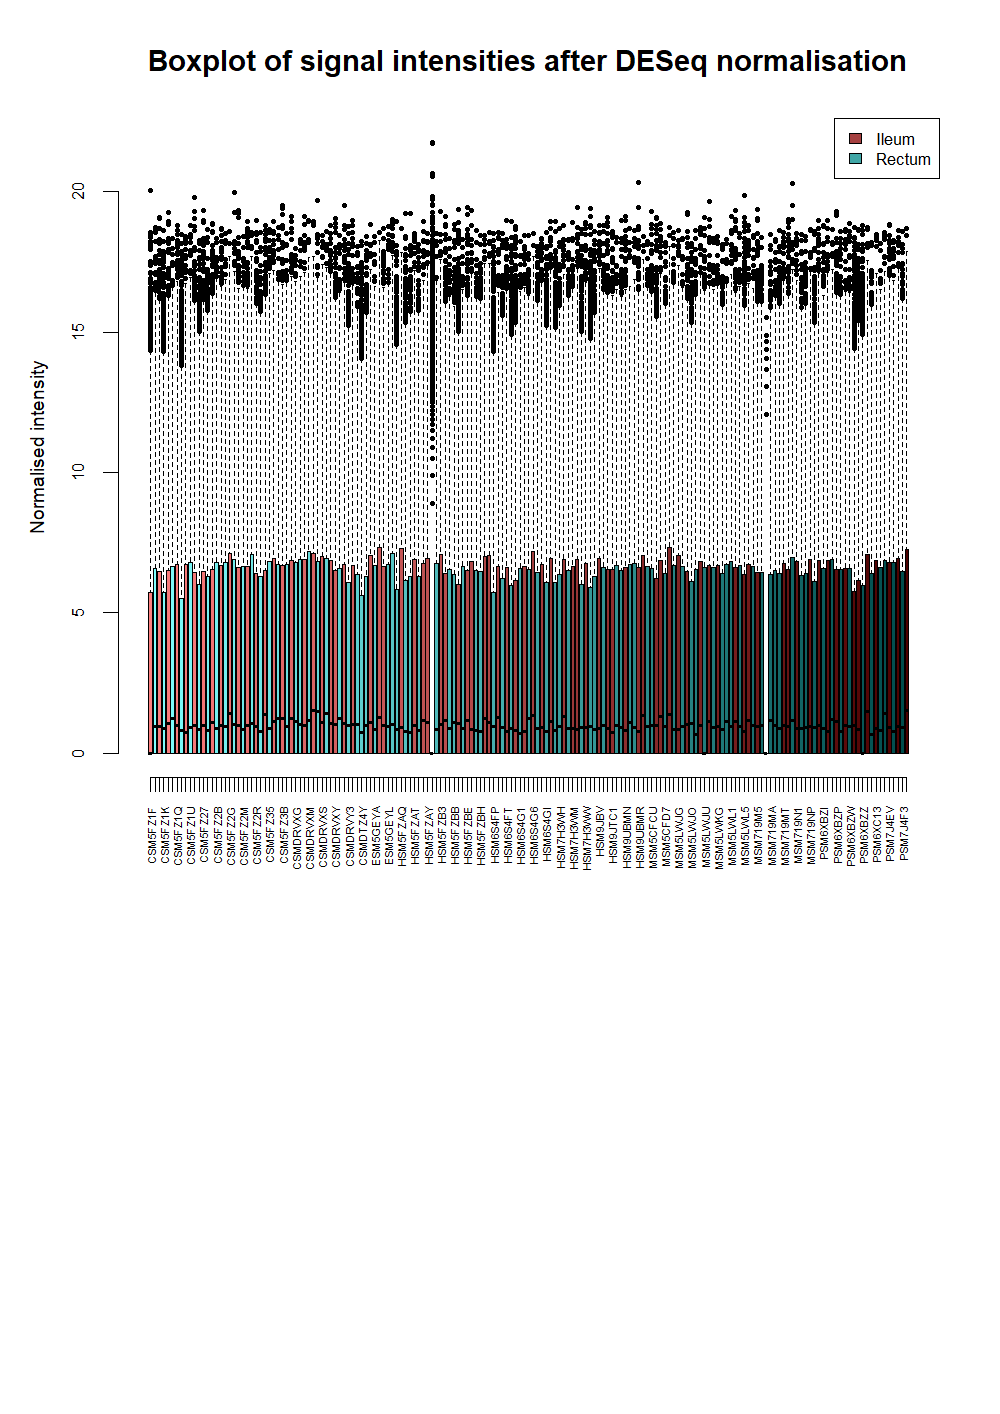 Boxplot of signal intensities after DESeq normalisation
Ileum
Rectum
Normalised intensity
20
15
10
5
0
CSM5FZ1F
CSM5FZ1K
CSM5FZ1Q
CSM5FZ1U
CSM5FZ27
CSM5FZ2B
CSM5FZ2G
CSM5FZ2M
CSM5FZ2R
CSM5FZ35
CSM5FZ3B
CSMDRVXG
CSMDRVXM
CSMDRVXS
CSMDRVXY
CSMDRVY3
CSMDTZ4Y
ESM5GEYA
ESM5GEYL
HSM5FZAQ
HSM5FZAT
HSM5FZAY
HSM5FZB3
HSM5FZBB
HSM5FZBE
HSM5FZBH
HSM6S4FP
HSM6S4FT
HSM6S4G1
HSM6S4G6
HSM6S4GI
HSM7H3WH
HSM7H3WM
HSM7H3WW
HSM9JBV
HSM9JTC1
HSM9UBMN
HSM9UBMR
MSM5CFCU
MSM5CFD7
MSM5LWJG
MSM5LWJO
MSM5LWJU
MSM5LWKG
MSM5LWL1
MSM5LWL5
MSM719M5
MSM719MA
MSM719MT
MSM719N1
MSM719NP
PSM6XBZI
PSM6XBZP
PSM6XBZW
PSM6XBZZ
PSM6XC13
PSM7J4EV
PSM7J4F3